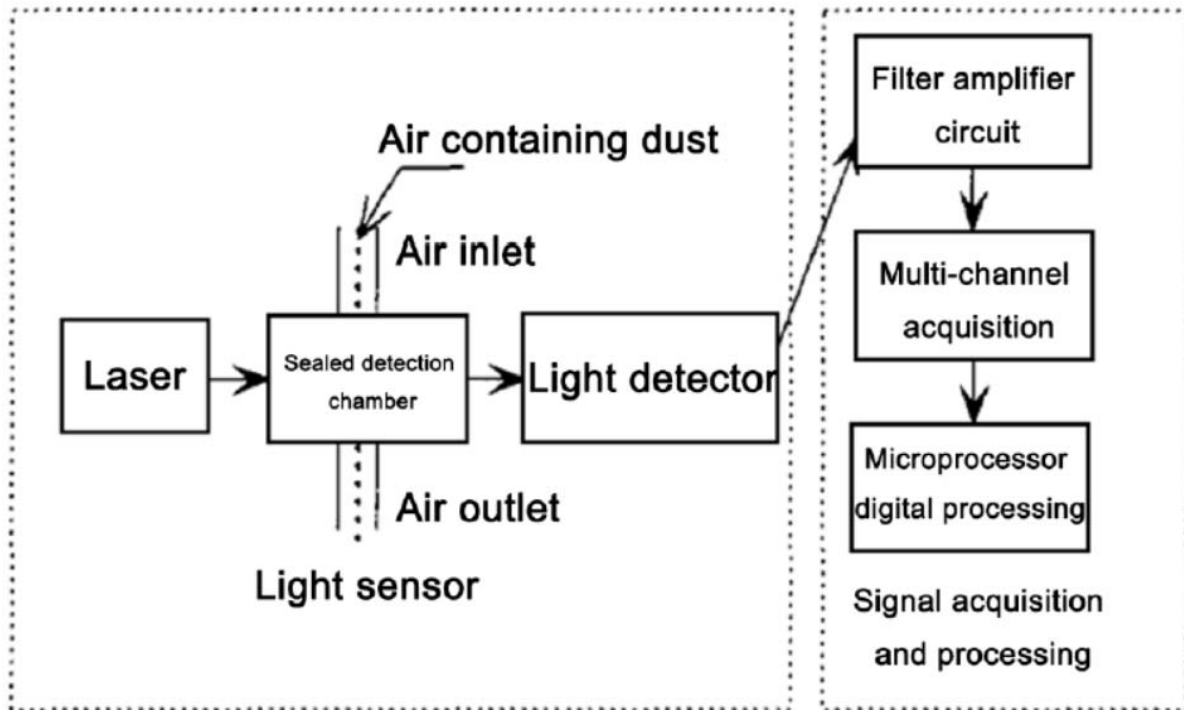 Air containing dust
Air inlet
Laser
Sealed detection
chamber
Light detector
Air outlet
Light sensor
Filter amplifier
circuit
Multi-channel
acquisition
Microprocessor
digital processing
Signal acquisition
and processing